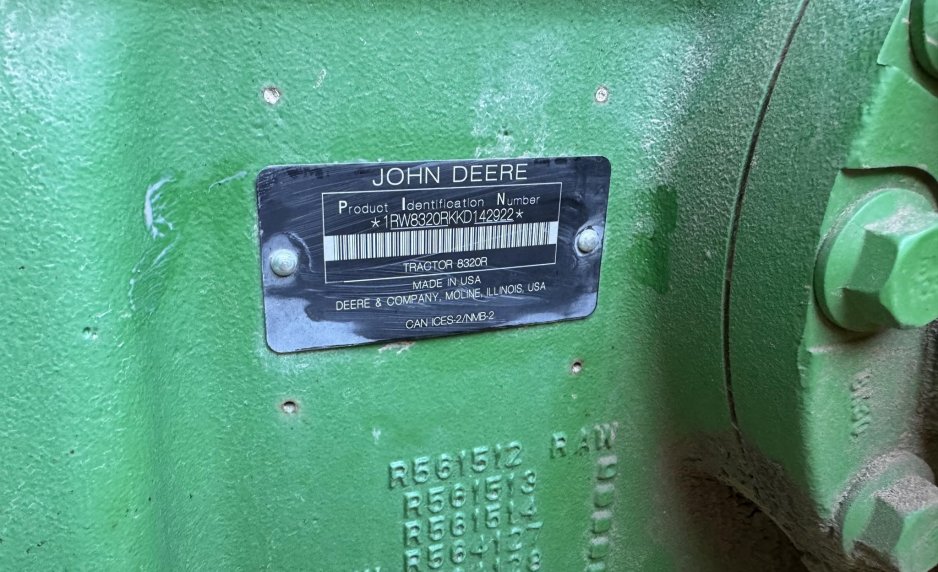 JOHN DEERE
Product Identification Number
*1RW8320RKKD142922*
TRACTOR 8320R
MADE IN USA
DEERE & COMPANY, MOLINE, ILLINOIS, USA
CAN ICES-2/NMB-2
R561512 RAW
R561513
R561514
R564127